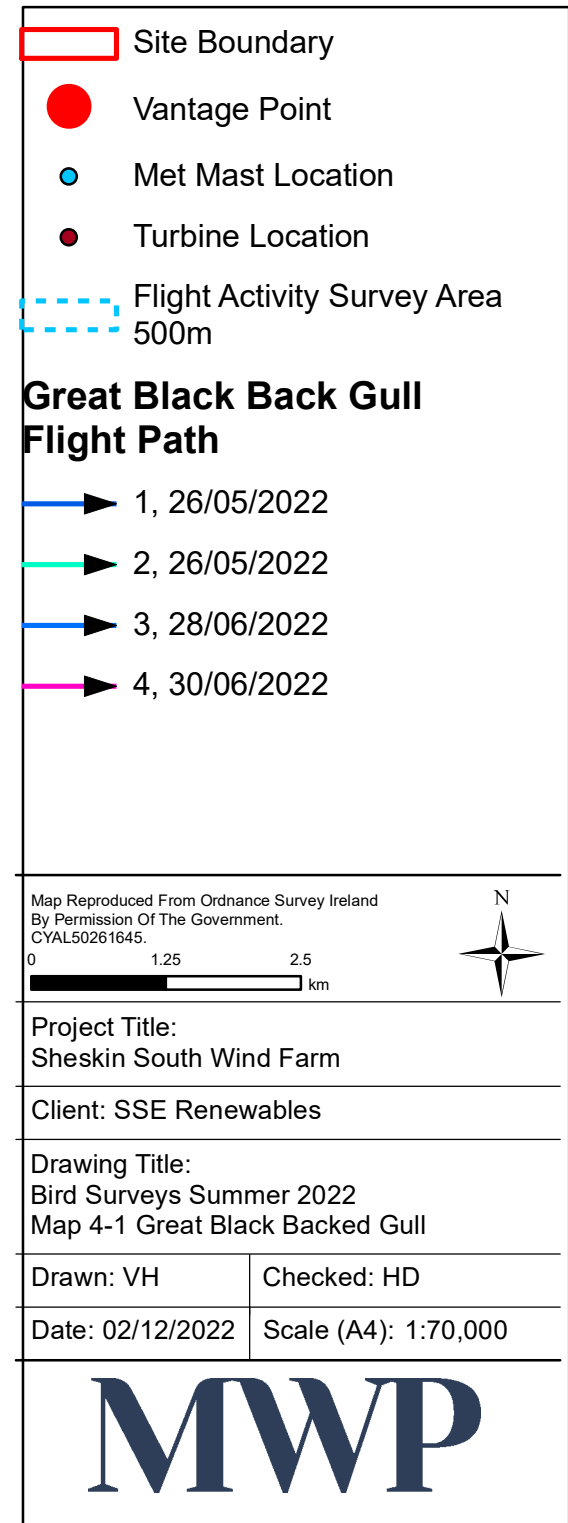 Site Boundary
Vantage Point
Met Mast Location
Turbine Location
Flight Activity Survey Area
500m
Great Black Back Gull
Flight Path
1, 26/05/2022
2, 26/05/2022
3, 28/06/2022
4, 30/06/2022
Map Reproduced From Ordnance Survey Ireland
By Permission Of The Government.
CYAL50261645.
N
0 1.25 2.5
km
Project Title:
Sheskin South Wind Farm
Client: SSE Renewables
Drawing Title:
Bird Surveys Summer 2022
Map 4-1 Great Black Backed Gull
Drawn: VH Checked: HD
Date: 02/12/2022 Scale (A4): 1:70,000
MWP